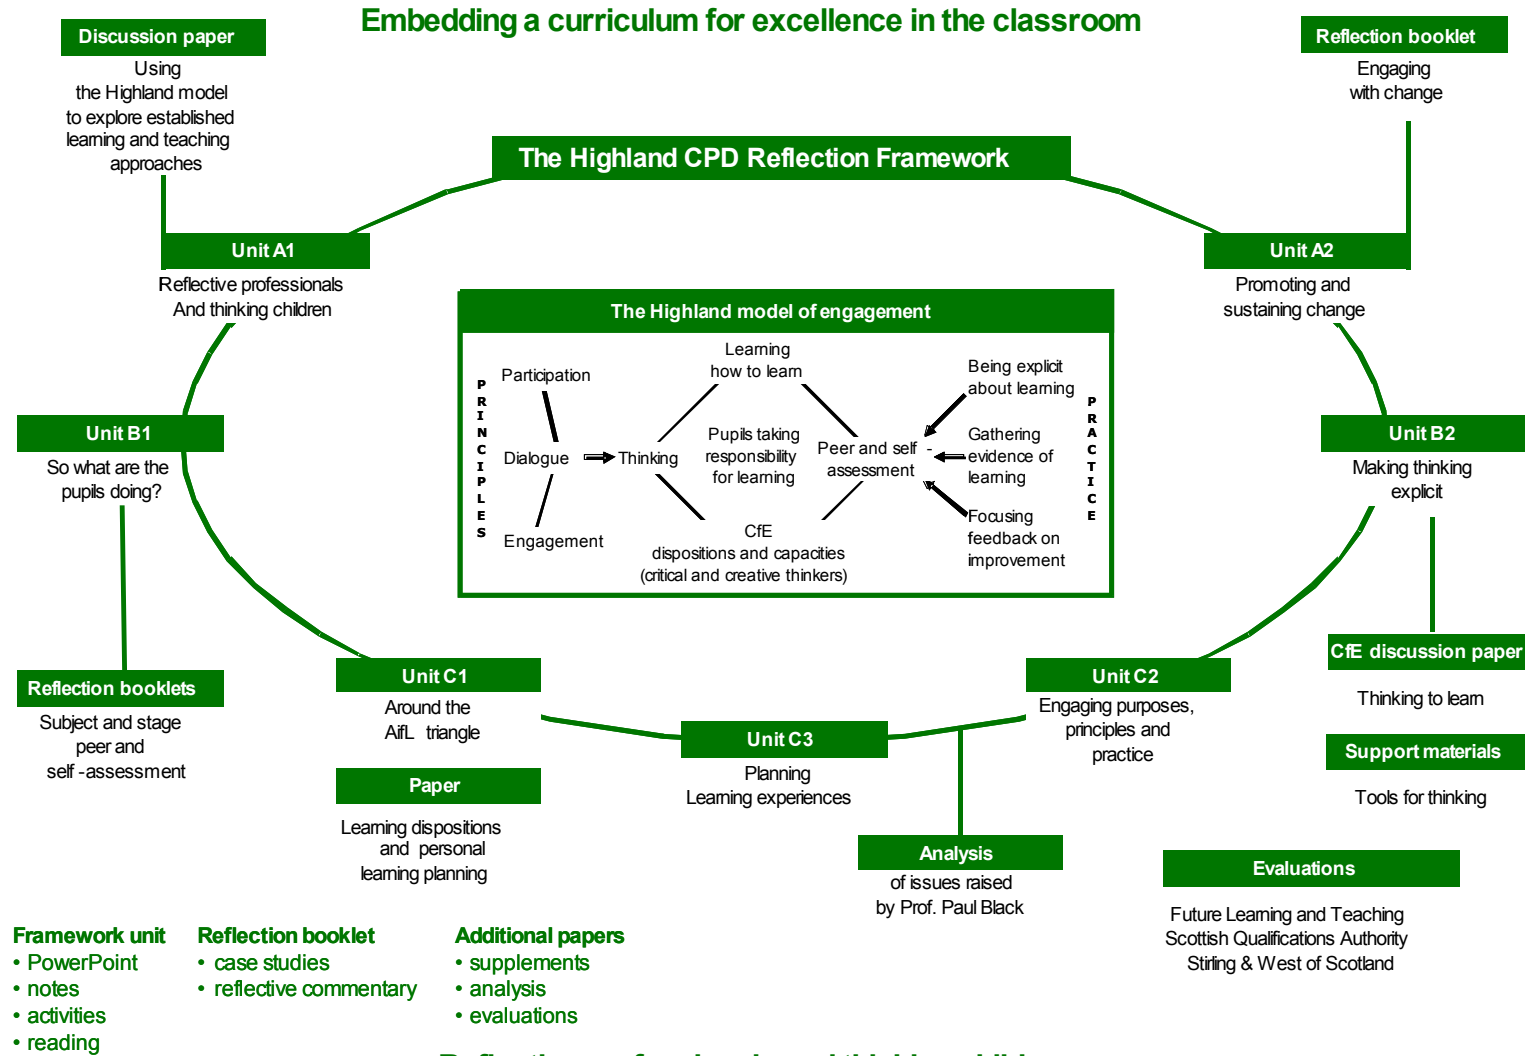 Embedding a curriculum for excellence in the classroom
Discussion paper
Using
the Highland model
to explore established
learning and teaching
approaches
Reflection booklet
Engaging
with change
The Highland CPD Reflection Framework
Unit A1
Reflective professionals
And thinking children
Unit A2
Promoting and
sustaining change
The Highland model of engagement
PRINCIPLES
Participation
Dialogue
Engagement
Thinking
Learning
how to learn
Pupils taking
responsibility
for learning
CfE
dispositions and capacities
(critical and creative thinkers)
Peer and self -
assessment
Being explicit
about learning
Gathering
evidence of
learning
Focusing
feedback on
improvement
PRACTICE
Unit B1
So what are the
pupils doing?
Unit B2
Making thinking
explicit
Reflection booklets
Subject and stage
peer and
self -assessment
Unit C1
Around the
AifL triangle
Paper
Learning dispositions
and personal
learning planning
Unit C3
Planning
Learning experiences
Unit C2
Engaging purposes,
principles and
practice
Analysis
of issues raised
by Prof. Paul Black
CfE discussion paper
Thinking to learn
Support materials
Tools for thinking
Evaluations
Future Learning and Teaching
Scottish Qualifications Authority
Stirling & West of Scotland
Framework unit
• PowerPoint
• notes
• activities
• reading
Reflection booklet
• case studies
• reflective commentary
Additional papers
• supplements
• analysis
• evaluations